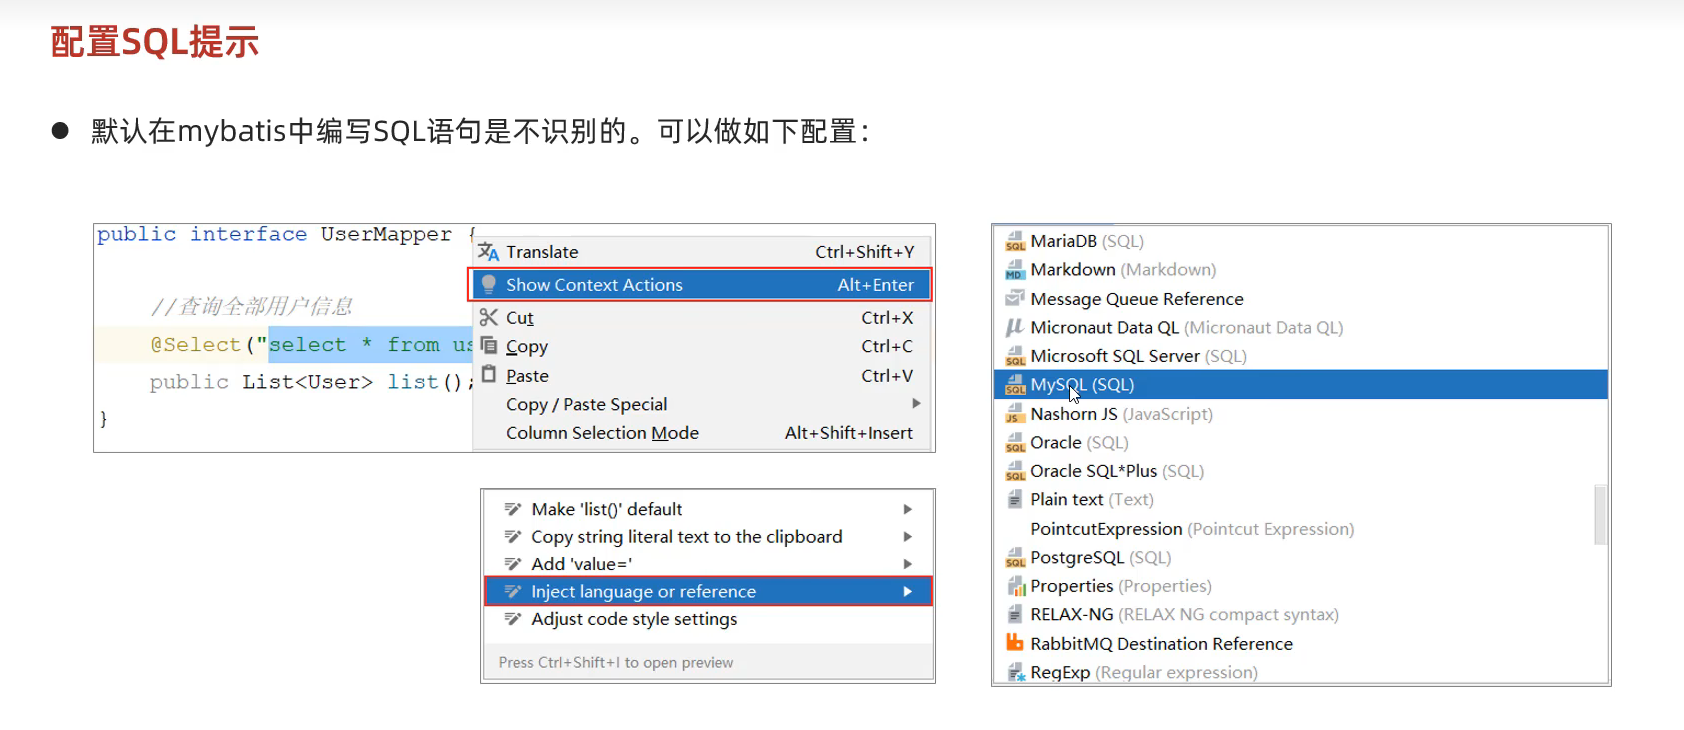 配置SQL提示
● 默认在mybatis中编写SQL语句是不识别的。可以做如下配置：
public interface UserMapper {
//查询全部用户信息
@Select("select * from us
public List<User> list();
}
Translate Ctrl+Shift+Y
Show Context Actions Alt+Enter
Cut Ctrl+X
Copy Ctrl+C
Paste Ctrl+V
Copy / Paste Special
Column Selection Mode Alt+Shift+Insert
Make 'list()' default
Copy string literal text to the clipboard
Add 'value='
Inject language or reference
Adjust code style settings
Press Ctrl+Shift+I to open preview
MariaDB (SQL)
Markdown (Markdown)
Message Queue Reference
Micronaut Data QL (Micronaut Data QL)
Microsoft SQL Server (SQL)
MySQL (SQL)
Nashorn JS (JavaScript)
Oracle (SQL)
Oracle SQL*Plus (SQL)
Plain text (Text)
PointcutExpression (Pointcut Expression)
PostgreSQL (SQL)
Properties (Properties)
RELAX-NG (RELAX NG compact syntax)
RabbitMQ Destination Reference
RegExp (Regular expression)